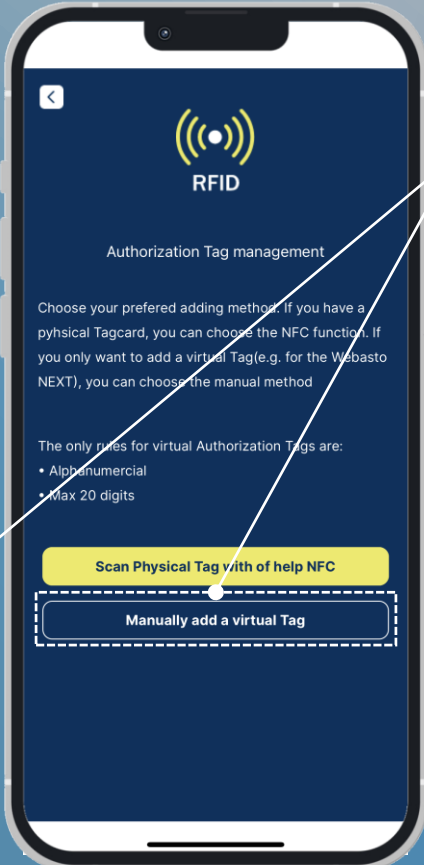 RFID
Authorization Tag management
Choose your prefered adding method. If you have a
pyhsical Tagcard, you can choose the NFC function. If
you only want to add a virtual Tag(e.g. for the Webasto
NEXT), you can choose the manual method
The only rules for virtual Authorization Tags are:
• Alphanumercial
• Max 20 digits
Scan Physical Tag with of help NFC
Manually add a virtual Tag